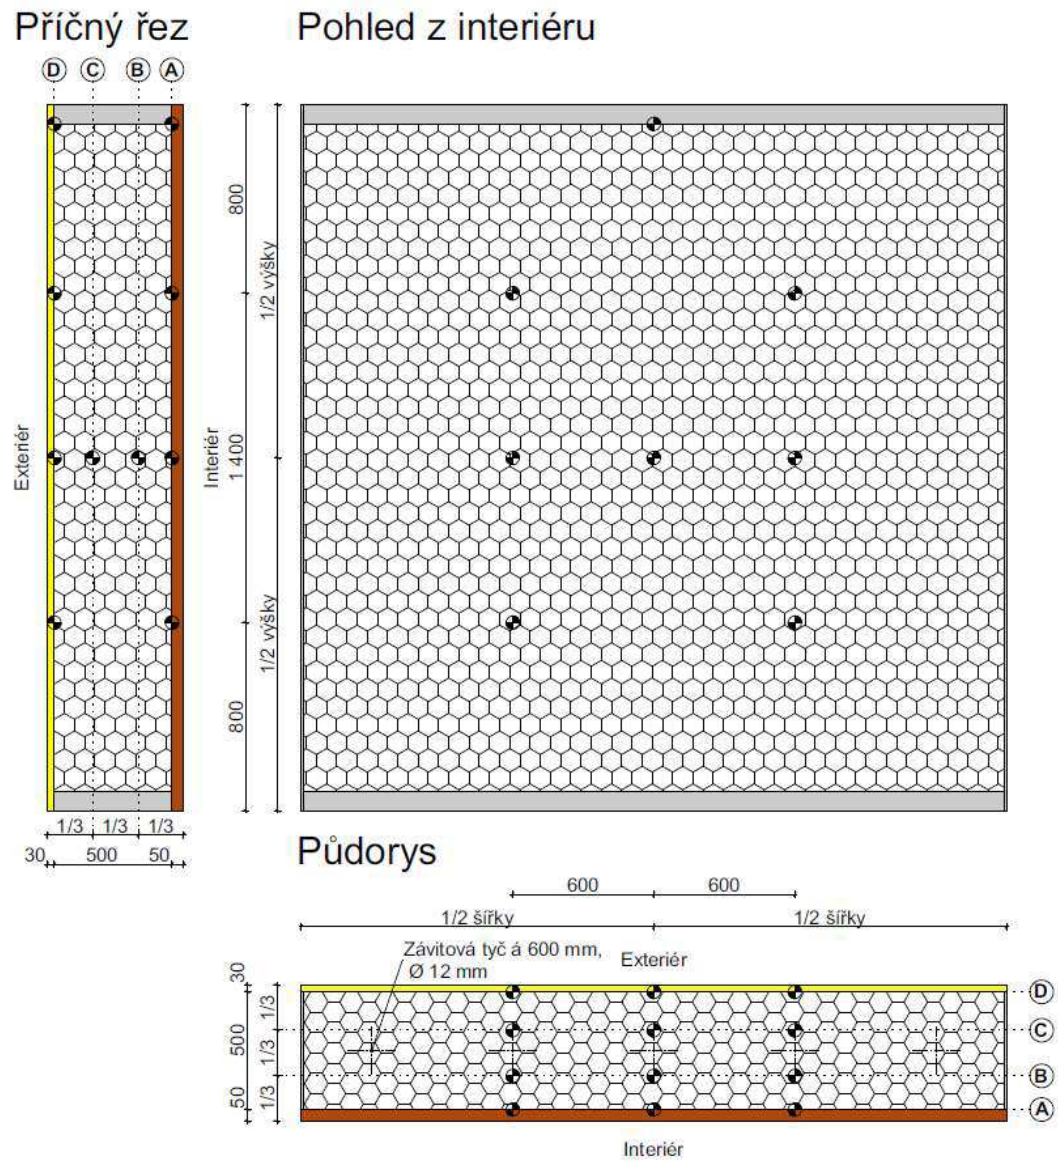 Příčný řez
Pohled z interiéru
D C B A
800
1/2 výšky
Exteriér
Interiér
1400
1/2 výšky
800
1/3 1/3 1/3
30 500 50
Půdorys
600 600
1/2 šířky 1/2 šířky
Závitová tyč á 600 mm,
Ø 12 mm
Exteriér
30
1/3
D
C
500
1/3
B
50
1/3
A
Interiér